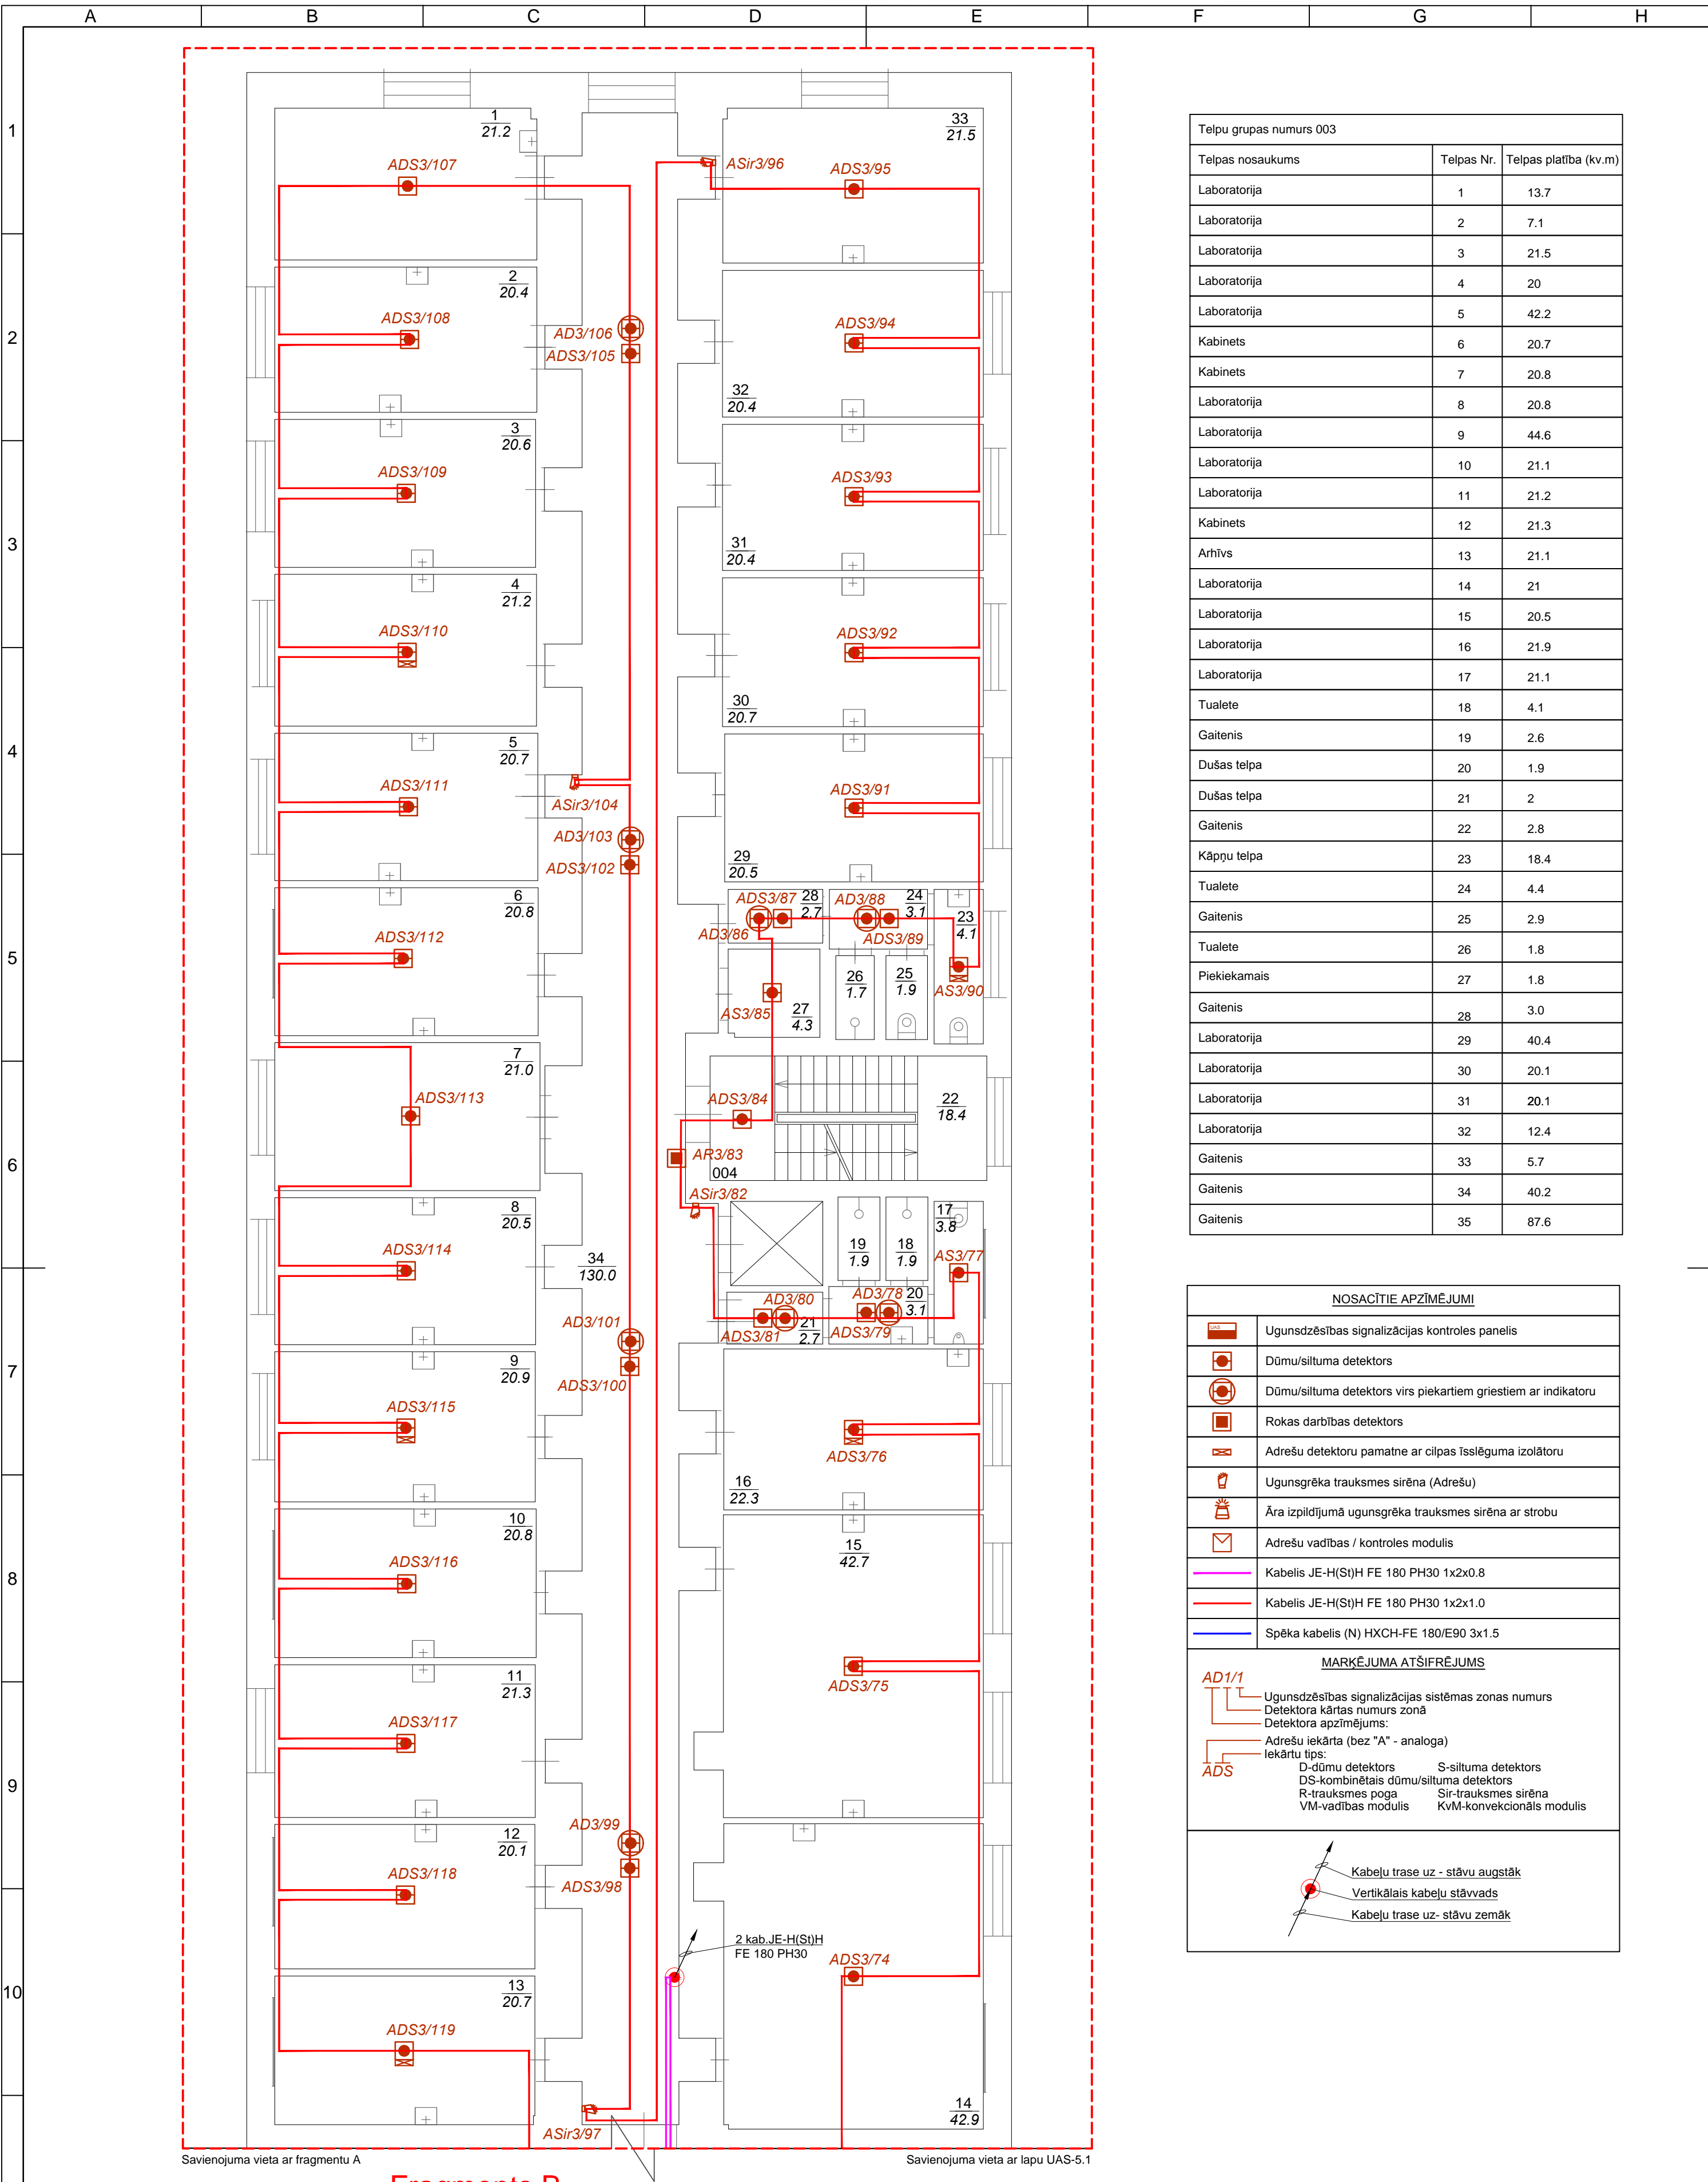 A B C D E F G H
1
2
3
4
5
6
7
8
9
10
1
21.2
ADS3/107
2
20.4
ADS3/108
3
20.6
ADS3/109
4
21.2
ADS3/110
5
20.7
ADS3/111
6
20.8
ADS3/112
7
21.0
ADS3/113
8
20.5
ADS3/114
9
20.9
ADS3/115
10
20.8
ADS3/116
11
21.3
ADS3/117
12
20.1
ADS3/118
13
20.7
ADS3/119
AD3/106
ADS3/105
ASir3/104
AD3/103
ADS3/102
34
130.0
AD3/101
ADS3/100
AD3/99
ADS3/98
ASir3/97
ASir3/96
33
21.5
ADS3/95
ADS3/94
32
20.4
ADS3/93
31
20.4
ADS3/92
30
20.7
ADS3/91
29
20.5
ADS3/87
28
2.7
AD3/88
24
3.1
23
4.1
AD3/86
ADS3/89
26
1.7
25
1.9
AS3/90
AS3/85
27
4.3
ADS3/84
22
18.4
AR3/83
004
ASir3/82
17
3.8
19
1.9
18
1.9
AS3/77
AD3/80
AD3/78
20
3.1
ADS3/81
21
2.7
ADS3/79
ADS3/76
16
22.3
15
42.7
ADS3/75
2 kab.JE-H(St)H
FE 180 PH30
ADS3/74
14
42.9
Savienojuma vieta ar fragmentu A
Savienojuma vieta ar lapu UAS-5.1
Telpu grupas numurs 003
Telpas nosaukums Telpas Nr. Telpas platība (kv.m)
Laboratorija 1 13.7
Laboratorija 2 7.1
Laboratorija 3 21.5
Laboratorija 4 20
Laboratorija 5 42.2
Kabinets 6 20.7
Kabinets 7 20.8
Laboratorija 8 20.8
Laboratorija 9 44.6
Laboratorija 10 21.1
Laboratorija 11 21.2
Kabinets 12 21.3
Arhīvs 13 21.1
Laboratorija 14 21
Laboratorija 15 20.5
Laboratorija 16 21.9
Laboratorija 17 21.1
Tualete 18 4.1
Gaitenis 19 2.6
Dušas telpa 20 1.9
Dušas telpa 21 2
Gaitenis 22 2.8
Kāpņu telpa 23 18.4
Tualete 24 4.4
Gaitenis 25 2.9
Tualete 26 1.8
Piekiekamais 27 1.8
Gaitenis 28 3.0
Laboratorija 29 40.4
Laboratorija 30 20.1
Laboratorija 31 20.1
Laboratorija 32 12.4
Gaitenis 33 5.7
Gaitenis 34 40.2
Gaitenis 35 87.6
NOSACĪTIE APZĪMĒJUMI
UAS Ugunsdzēsības signalizācijas kontroles panelis
Dūmu/siltuma detektors
Dūmu/siltuma detektors virs piekartiem griestiem ar indikatoru
Rokas darbības detektors
Adrešu detektoru pamatne ar cilpas īsslēguma izolātoru
Ugunsgrēka trauksmes sirēna (Adrešu)
Āra izpildījumā ugunsgrēka trauksmes sirēna ar strobu
Adrešu vadības / kontroles modulis
Kabelis JE-H(St)H FE 180 PH30 1x2x0.8
Kabelis JE-H(St)H FE 180 PH30 1x2x1.0
Spēka kabelis (N) HXCH-FE 180/E90 3x1.5
MARĶĒJUMA ATŠIFRĒJUMS
AD1/1
Ugunsdzēsības signalizācijas sistēmas zonas numurs
Detektora kārtas numurs zonā
Detektora apzīmējums:
Adrešu iekārta (bez "A" - analoga)
Iekārtu tips:
ADS
D-dūmu detektors S-siltuma detektors
DS-kombinētais dūmu/siltuma detektors
R-trauksmes poga Sir-trauksmes sirēna
VM-vadības modulis KvM-konvekcionāls modulis
Kabeļu trase uz - stāvu augstāk
Vertikālais kabeļu stāvvads
Kabeļu trase uz- stāvu zemāk